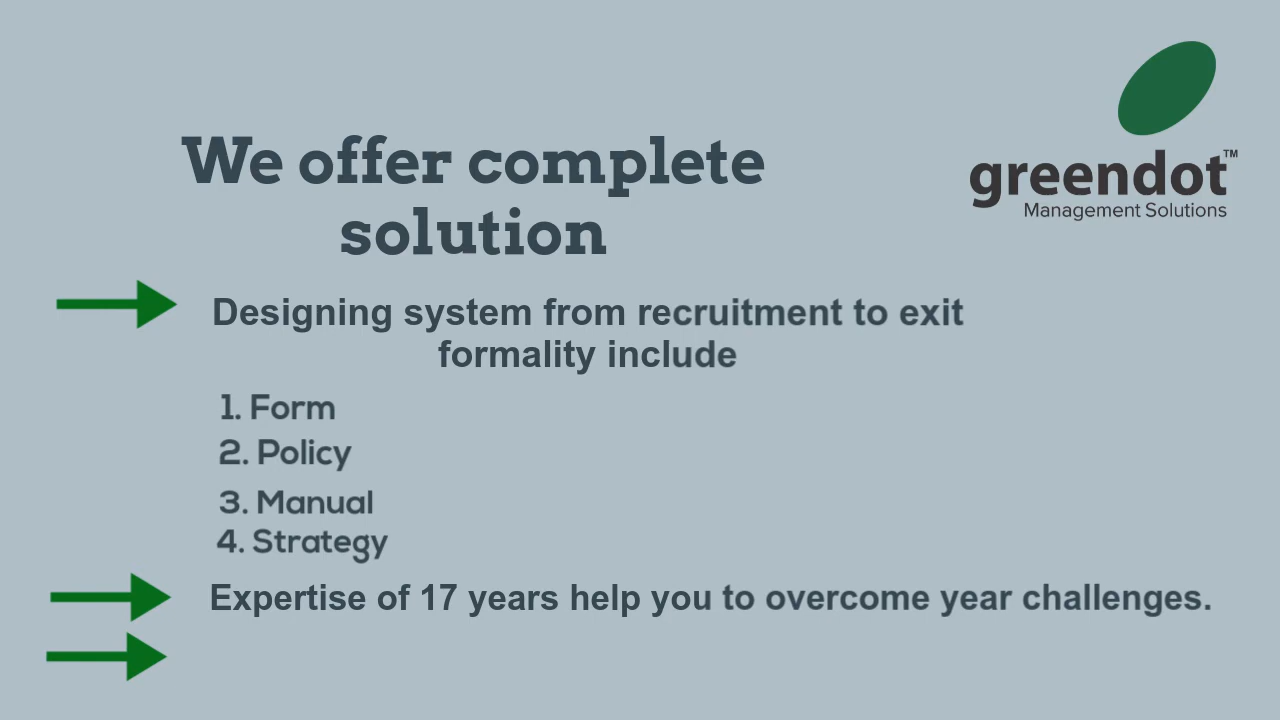 We offer complete
solution
greendot™
Management Solutions
Designing system from recruitment to exit
formality include
1. Form
2. Policy
3. Manual
4. Strategy
Expertise of 17 years help you to overcome year challenges.